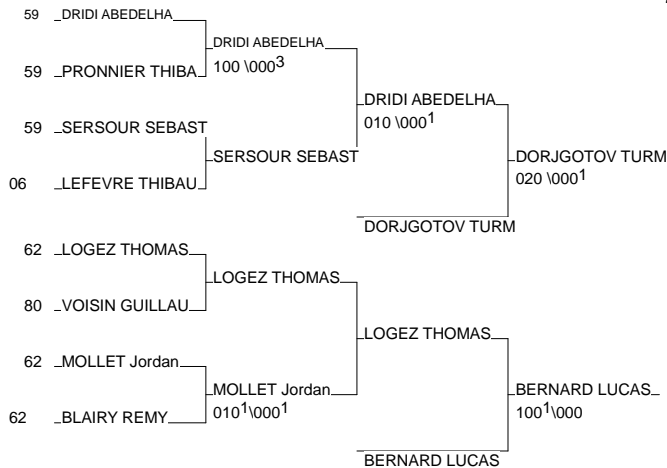 59 DRIDI ABEDELHA
DRIDI ABEDELHA
100 \000³
59 PRONNIER THIBA
DRIDI ABEDELHA
010 \000¹
59 SERSOUR SEBAST
SERSOUR SEBAST
DORJGOTOV TURM
020 \000¹
06 LEFEVRE THIBAU
DORJGOTOV TURM
62 LOGEZ THOMAS
LOGEZ THOMAS
80 VOISIN GUILLAU
LOGEZ THOMAS
62 MOLLET Jordan
MOLLET Jordan
010¹\000¹
BERNARD LUCAS
100¹\000
62 BLAIRY REMY
BERNARD LUCAS